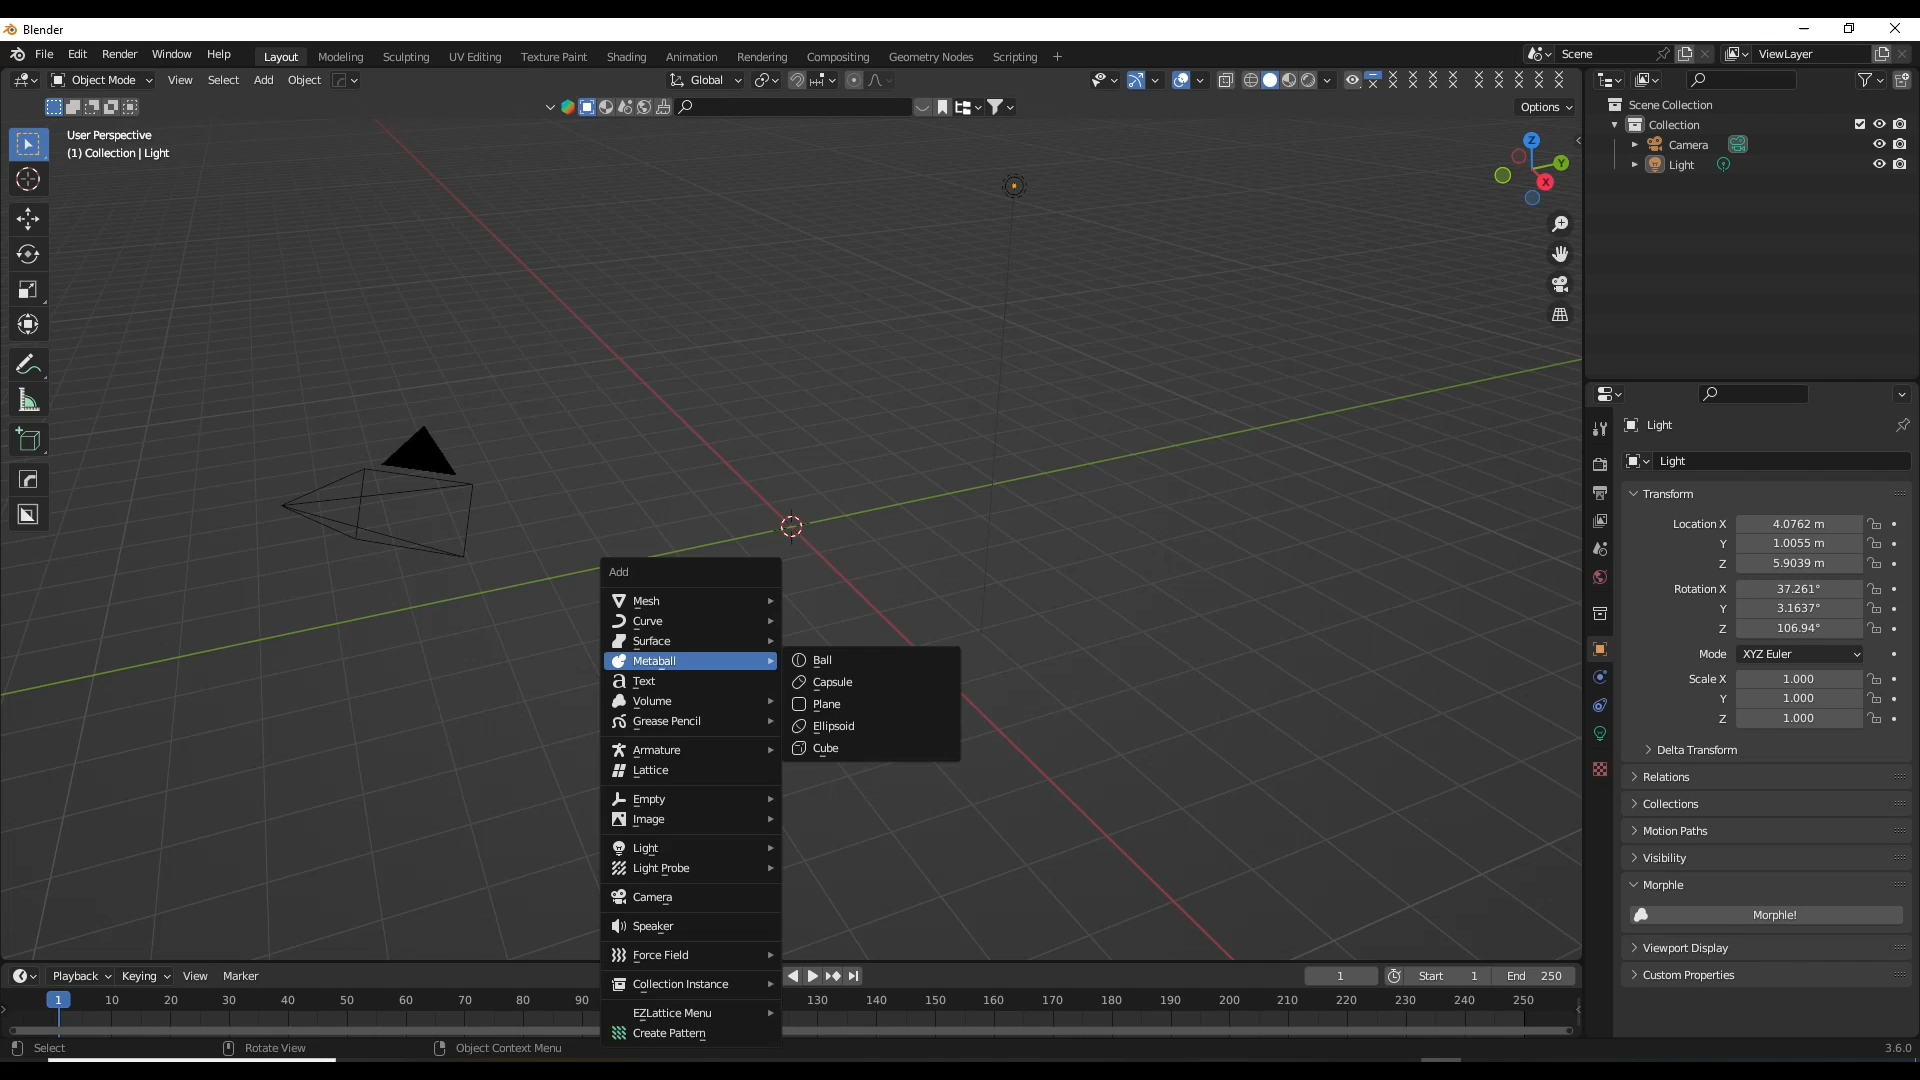 Blender
File Edit Render Window Help Layout Modeling Sculpting UV Editing Texture Paint Shading Animation Rendering Compositing Geometry Nodes Scripting + Scene ViewLayer
Object Mode View Select Add Object Global
Options
User Perspective
(1) Collection | Light
Z
Y
X
Scene Collection
Collection
Camera
Light
Light
Light
Transform
Location X 4.0762 m
Y 1.0055 m
Z 5.9039 m
Rotation X 37.261°
Y 3.1637°
Z 106.94°
Mode XYZ Euler
Scale X 1.000
Y 1.000
Z 1.000
Delta Transform
Relations
Collections
Motion Paths
Visibility
Morphle
Morphle!
Viewport Display
Custom Properties
Add
Mesh
Curve
Surface
Metaball
Text
Volume
Grease Pencil
Armature
Lattice
Empty
Image
Light
Light Probe
Camera
Speaker
Force Field
Collection Instance
EZLattice Menu
Create Pattern
Ball
Capsule
Plane
Ellipsoid
Cube
Playback Keying View Marker 1 Start 1 End 250
1 10 20 30 40 50 60 70 80 90 130 140 150 160 170 180 190 200 210 220 230 240 250
Select Rotate View Object Context Menu 3.6.0